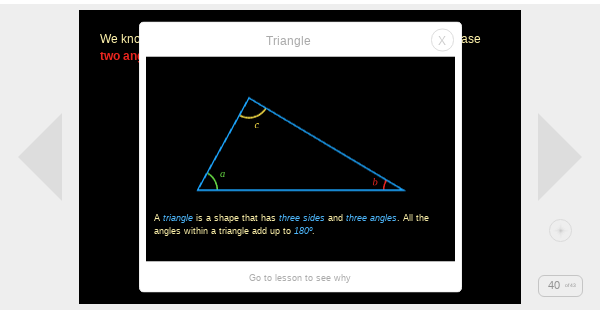 We kno
ase
two an
Triangle
X
c
a
b
A triangle is a shape that has three sides and three angles. All the
angles within a triangle add up to 180º.
Go to lesson to see why
40